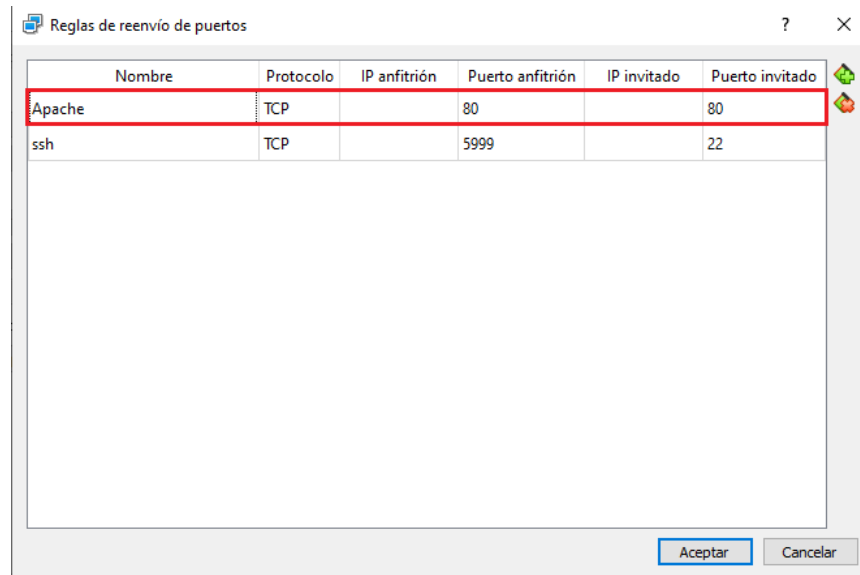 Reglas de reenvío de puertos ?
Nombre Protocolo IP anfitrión Puerto anfitrión IP invitado Puerto invitado
Apache TCP 80 80
ssh TCP 5999 22
Aceptar Cancelar